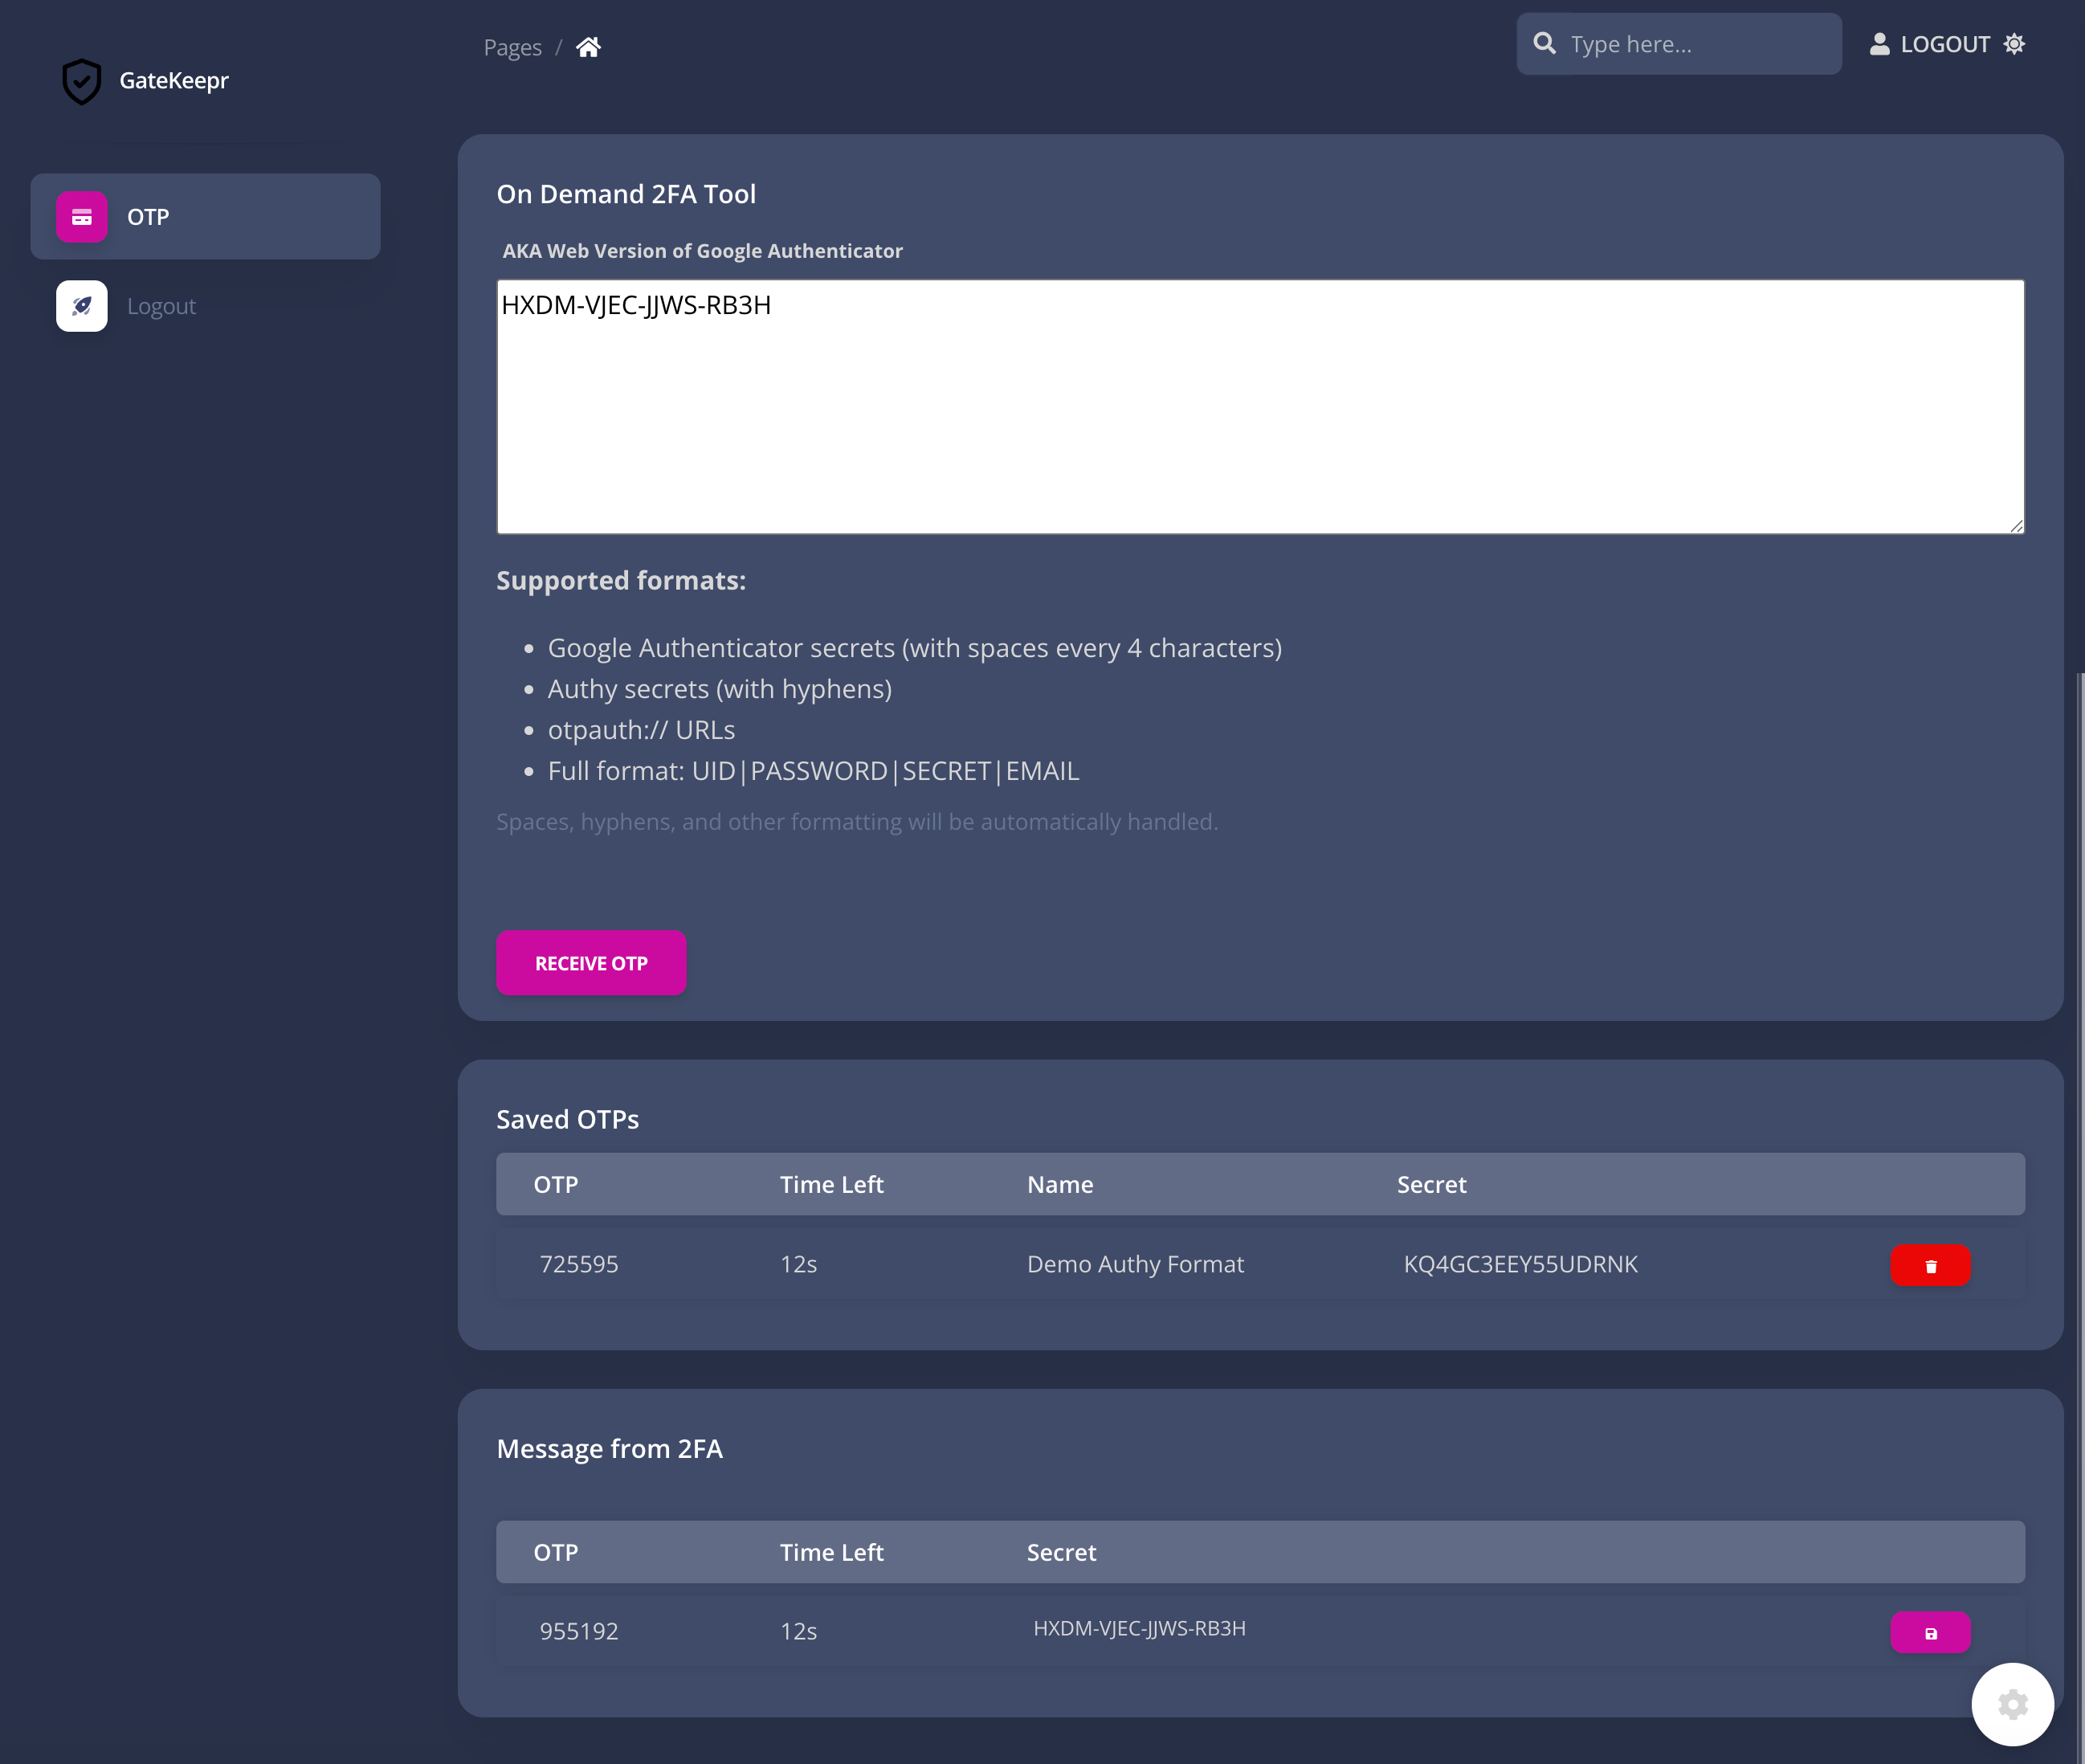 GateKeepr
OTP
Logout
Pages /
Type here...
LOGOUT
On Demand 2FA Tool
AKA Web Version of Google Authenticator
HXDM-VJEC-JJWS-RB3H
Supported formats:
Google Authenticator secrets (with spaces every 4 characters)
Authy secrets (with hyphens)
otpauth:// URLs
Full format: UID|PASSWORD|SECRET|EMAIL
Spaces, hyphens, and other formatting will be automatically handled.
RECEIVE OTP
Saved OTPs
OTP Time Left Name Secret
725595 12s Demo Authy Format KQ4GC3EEY55UDRNK
Message from 2FA
OTP Time Left Secret
955192 12s HXDM-VJEC-JJWS-RB3H